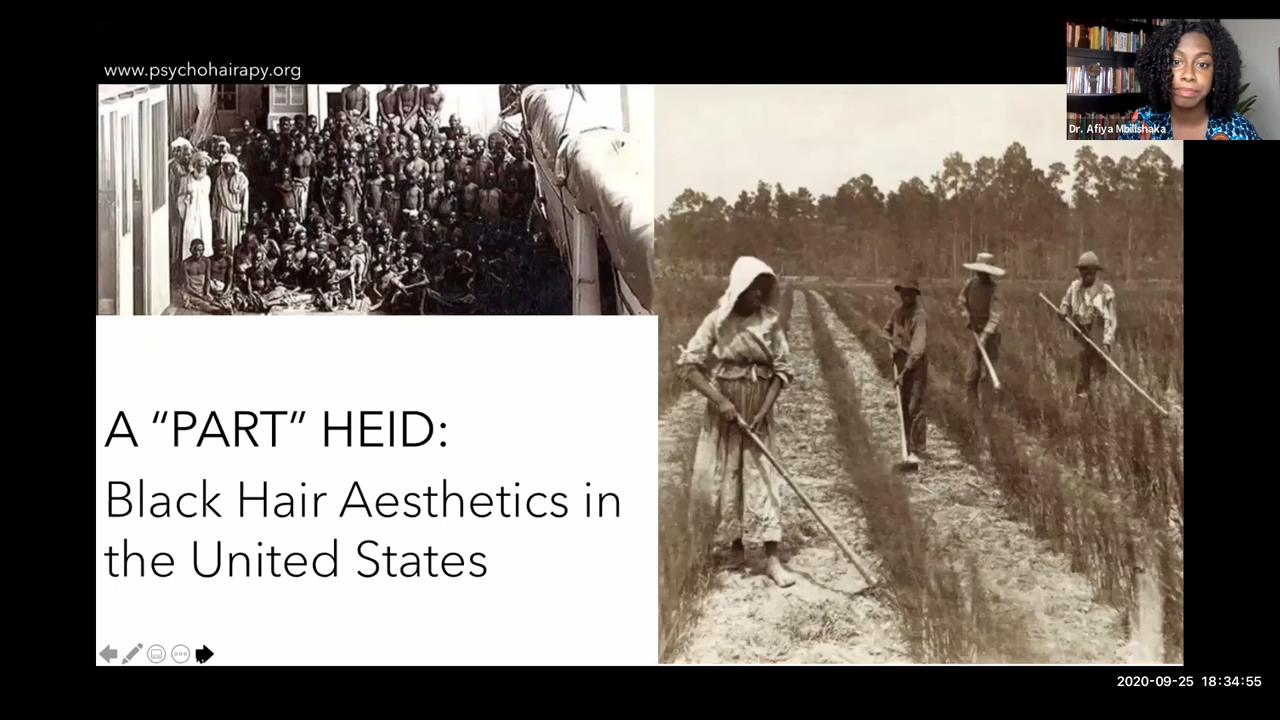 www.psychohairapy.org
Dr. Afiya Mbilishaka
A “PART” HEID:
Black Hair Aesthetics in
the United States
2020-09-25 18:34:55